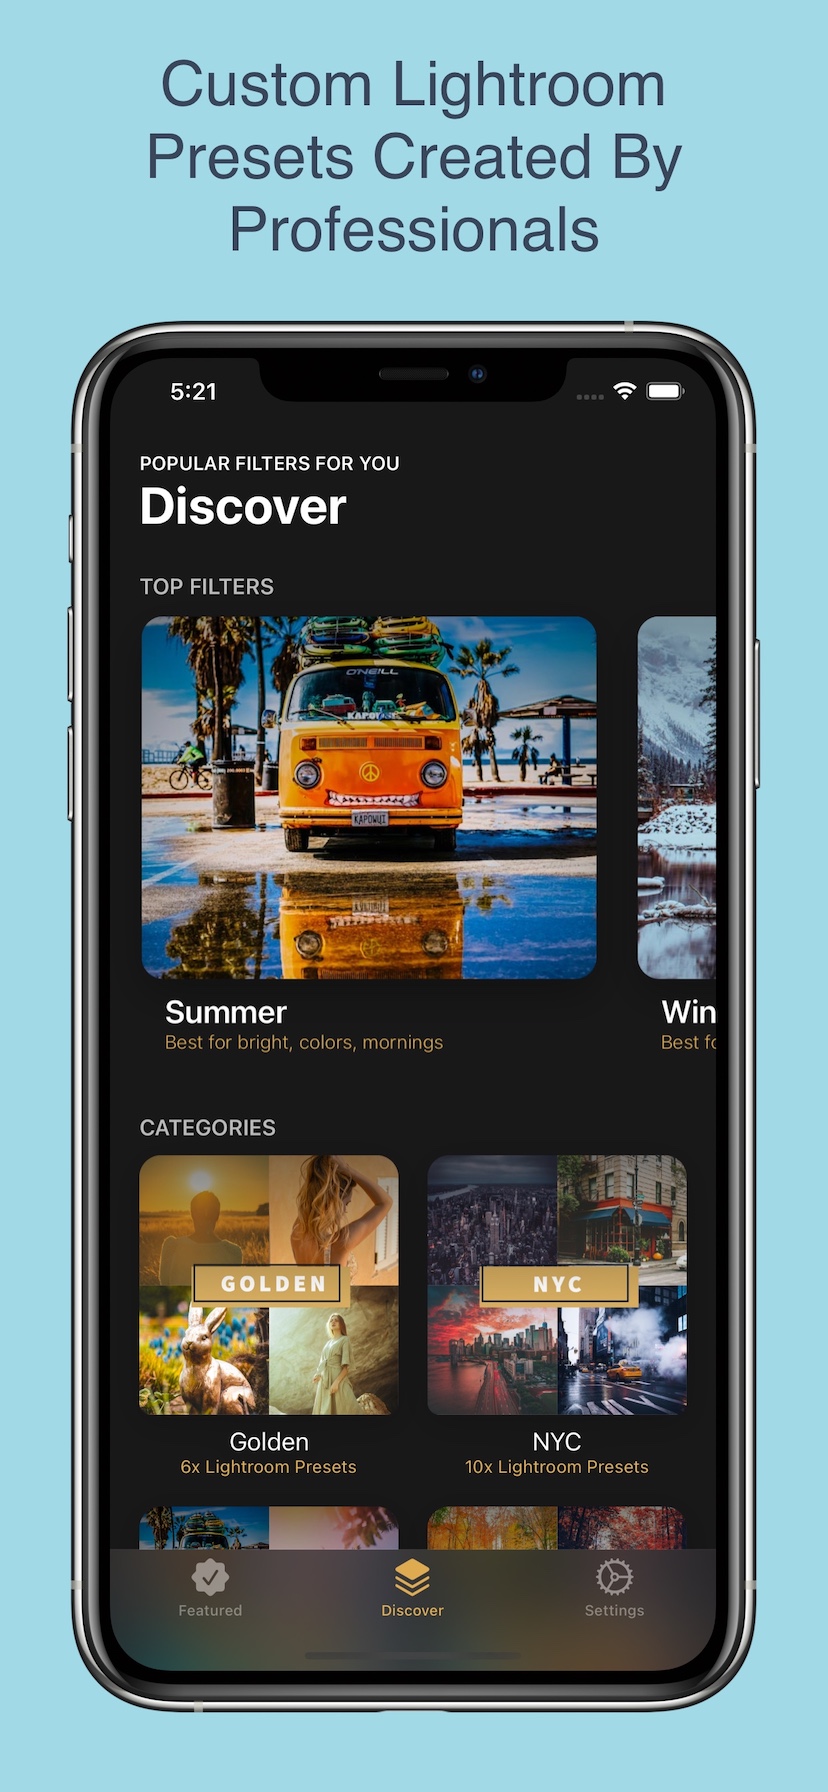 Custom Lightroom
Presets Created By
Professionals
5:21
POPULAR FILTERS FOR YOU
Discover
TOP FILTERS
O'NEILL
KAPOWUI
Summer
Best for bright, colors, mornings
Win
Best fo
CATEGORIES
GOLDEN
NYC
Golden
6x Lightroom Presets
NYC
10x Lightroom Presets
Featured
Discover
Settings